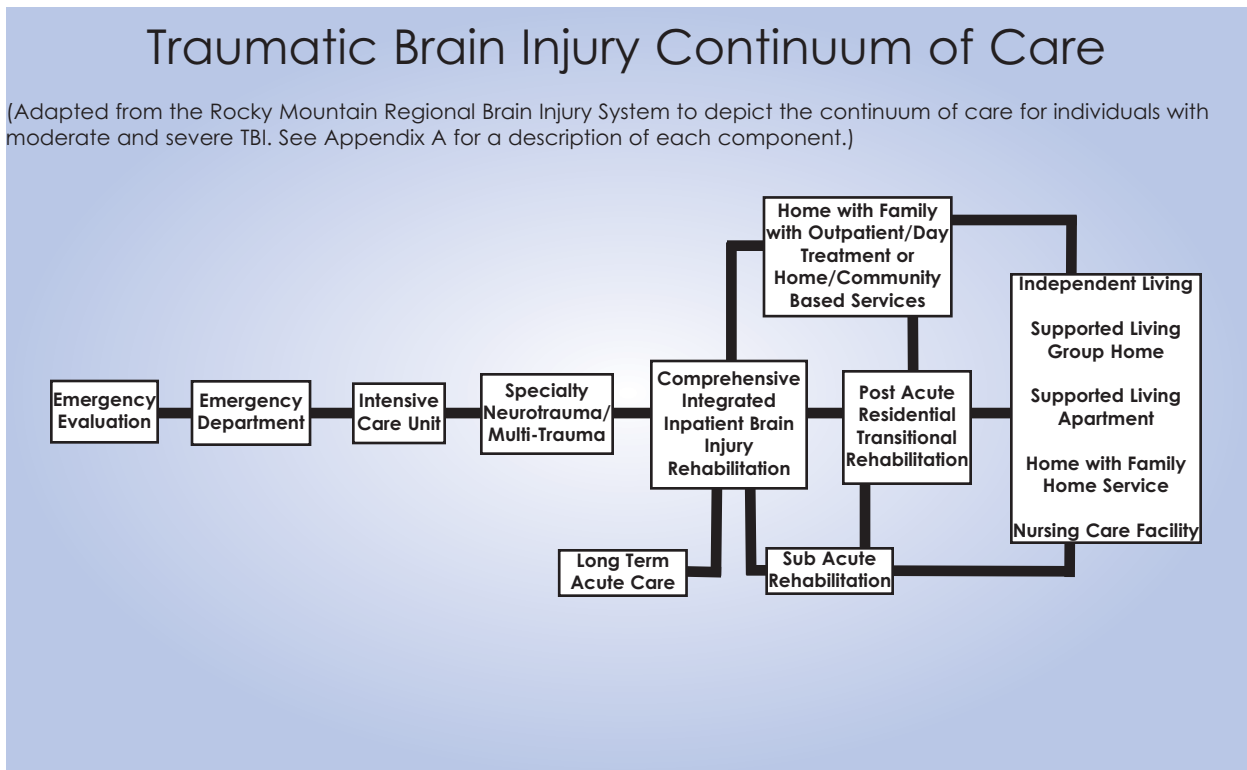 Traumatic Brain Injury Continuum of Care
(Adapted from the Rocky Mountain Regional Brain Injury System to depict the continuum of care for individuals with
moderate and severe TBI. See Appendix A for a description of each component.)
Emergency
Evaluation
Emergency
Department
Intensive
Care Unit
Specialty
Neurotrauma/
Multi-Trauma
Comprehensive
Integrated
Inpatient Brain
Injury
Rehabilitation
Long Term
Acute Care
Home with Family
with Outpatient/Day
Treatment or
Home/Community
Based Services
Post Acute
Residential
Transitional
Rehabilitation
Sub Acute
Rehabilitation
Independent Living
Supported Living
Group Home
Supported Living
Apartment
Home with Family
Home Service
Nursing Care Facility